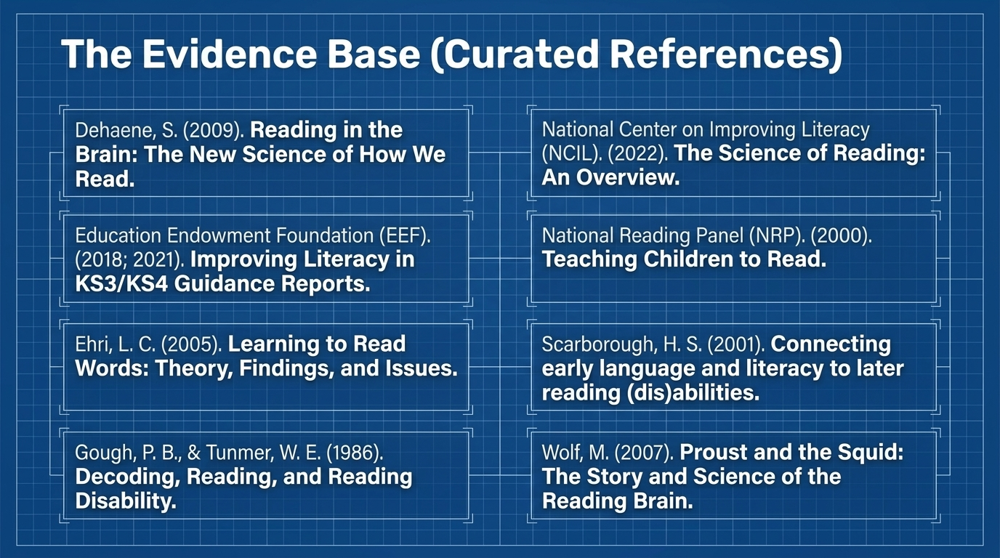 The Evidence Base (Curated References)
Dehaene, S. (2009). Reading in the
Brain: The New Science of How We
Read.
Education Endowment Foundation (EEF).
(2018; 2021). Improving Literacy in
KS3/KS4 Guidance Reports.
Ehri, L. C. (2005). Learning to Read
Words: Theory, Findings, and Issues.
Gough, P. B., & Tunmer, W. E. (1986).
Decoding, Reading, and Reading
Disability.
National Center on Improving Literacy
(NCIL). (2022). The Science of Reading:
An Overview.
National Reading Panel (NRP). (2000).
Teaching Children to Read.
Scarborough, H. S. (2001). Connecting
early language and literacy to later
reading (dis)abilities.
Wolf, M. (2007). Proust and the Squid:
The Story and Science of the
Reading Brain.